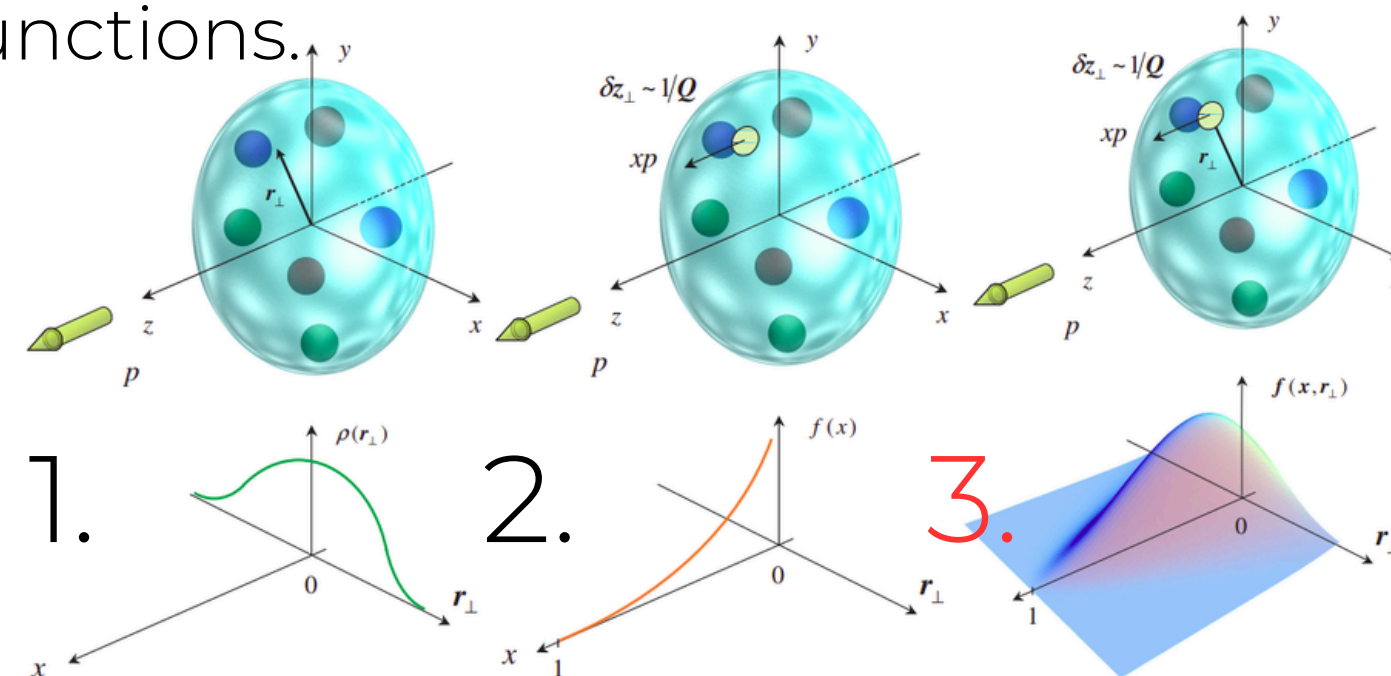 unctions.
y
r⊥
z
x
p
y
δz⊥ ~ 1/Q
xp
z
x
p
y
δz⊥ ~ 1/Q
xp
r⊥
z
p
1.
ρ(r⊥)
0
r⊥
x
2.
f(x)
0
r⊥
x
1
3.
f(x,r⊥)
0
r⊥
1